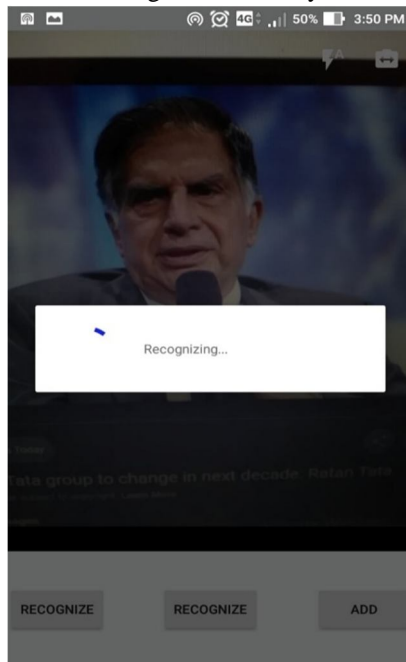 4G 50% 3:50 PM
A
Recognizing...
Tata group to change in next decade: Ratan Tata
RECOGNIZE RECOGNIZE ADD